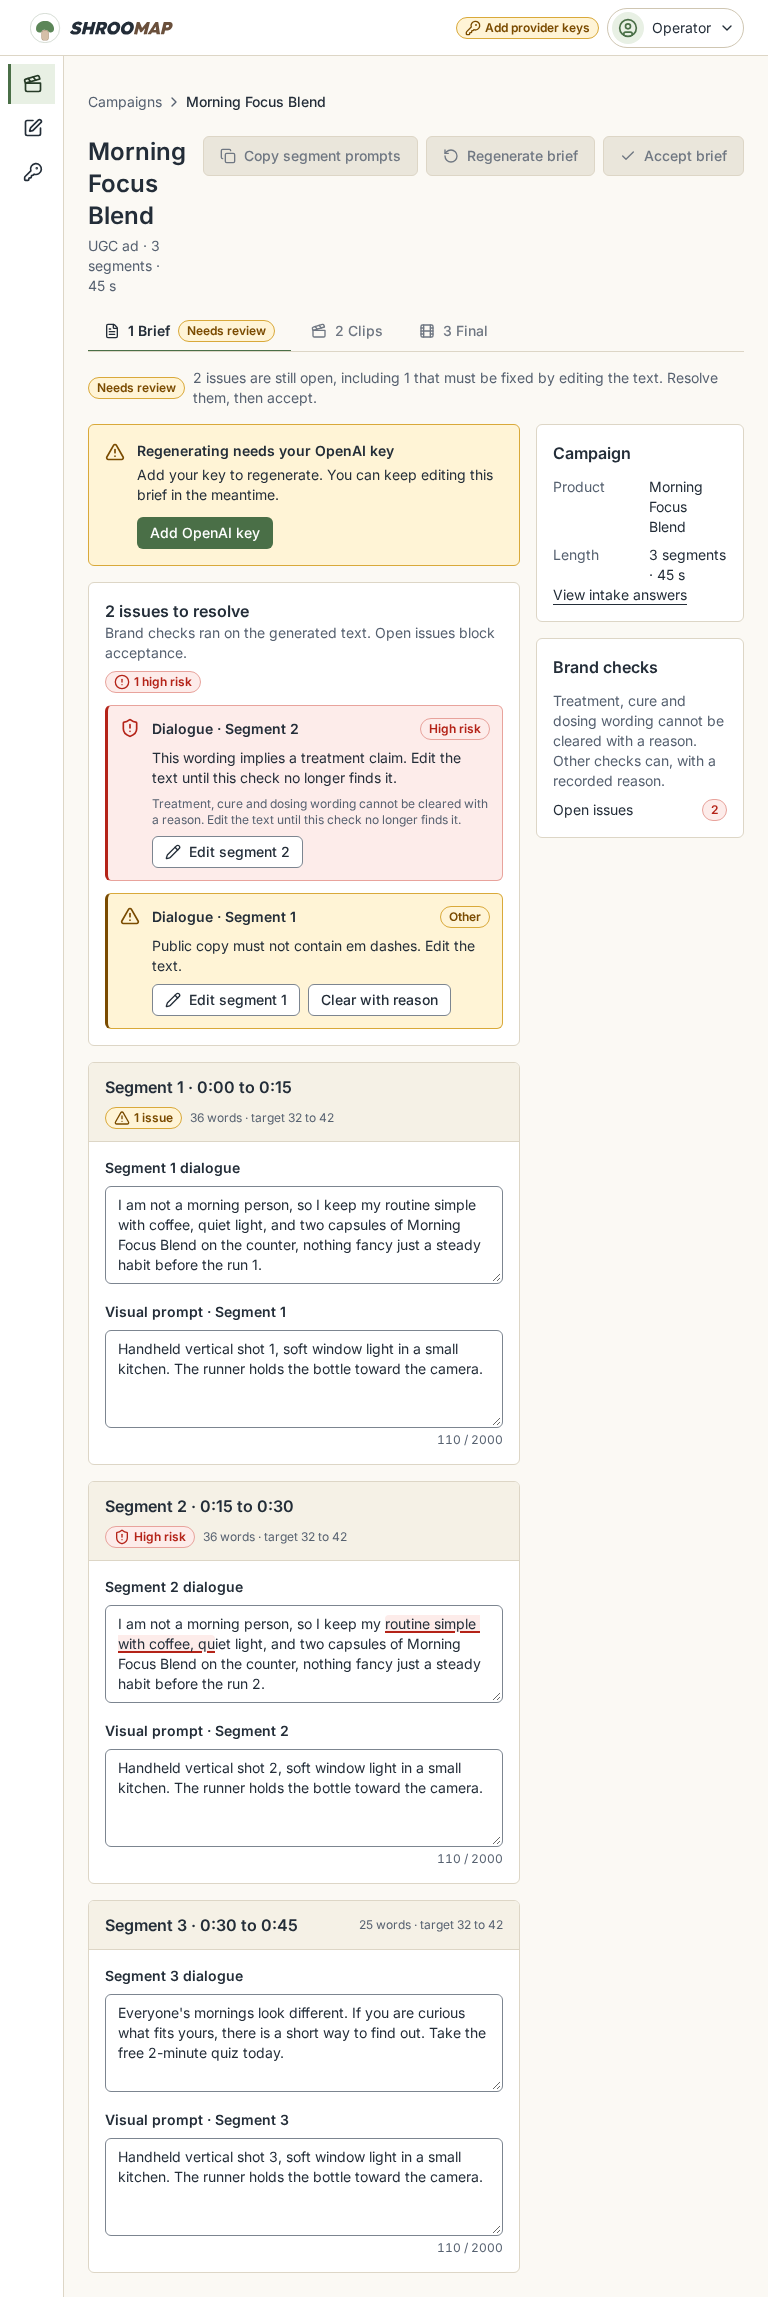 SHROOMAP
Add provider keys
Operator
Campaigns
Morning Focus Blend
Morning
Focus
Blend
UGC ad · 3
segments ·
45 s
Copy segment prompts
Regenerate brief
Accept brief
1 Brief
Needs review
2 Clips
3 Final
Needs review
2 issues are still open, including 1 that must be fixed by editing the text. Resolve
them, then accept.
Regenerating needs your OpenAI key
Add your key to regenerate. You can keep editing this
brief in the meantime.
Add OpenAI key
2 issues to resolve
Brand checks ran on the generated text. Open issues block
acceptance.
1 high risk
Dialogue · Segment 2
High risk
This wording implies a treatment claim. Edit the
text until this check no longer finds it.
Treatment, cure and dosing wording cannot be cleared with
a reason. Edit the text until this check no longer finds it.
Edit segment 2
Dialogue · Segment 1
Other
Public copy must not contain em dashes. Edit the
text.
Edit segment 1
Clear with reason
Segment 1 · 0:00 to 0:15
1 issue
36 words · target 32 to 42
Segment 1 dialogue
I am not a morning person, so I keep my routine simple
with coffee, quiet light, and two capsules of Morning
Focus Blend on the counter, nothing fancy just a steady
habit before the run 1.
Visual prompt · Segment 1
Handheld vertical shot 1, soft window light in a small
kitchen. The runner holds the bottle toward the camera.
110 / 2000
Segment 2 · 0:15 to 0:30
High risk
36 words · target 32 to 42
Segment 2 dialogue
I am not a morning person, so I keep my routine simple
with coffee, quiet light, and two capsules of Morning
Focus Blend on the counter, nothing fancy just a steady
habit before the run 2.
Visual prompt · Segment 2
Handheld vertical shot 2, soft window light in a small
kitchen. The runner holds the bottle toward the camera.
110 / 2000
Segment 3 · 0:30 to 0:45
25 words · target 32 to 42
Segment 3 dialogue
Everyone's mornings look different. If you are curious
what fits yours, there is a short way to find out. Take the
free 2-minute quiz today.
Visual prompt · Segment 3
Handheld vertical shot 3, soft window light in a small
kitchen. The runner holds the bottle toward the camera.
110 / 2000
Campaign
Product
Morning
Focus
Blend
Length
3 segments
· 45 s
View intake answers
Brand checks
Treatment, cure and
dosing wording cannot be
cleared with a reason.
Other checks can, with a
recorded reason.
Open issues
2